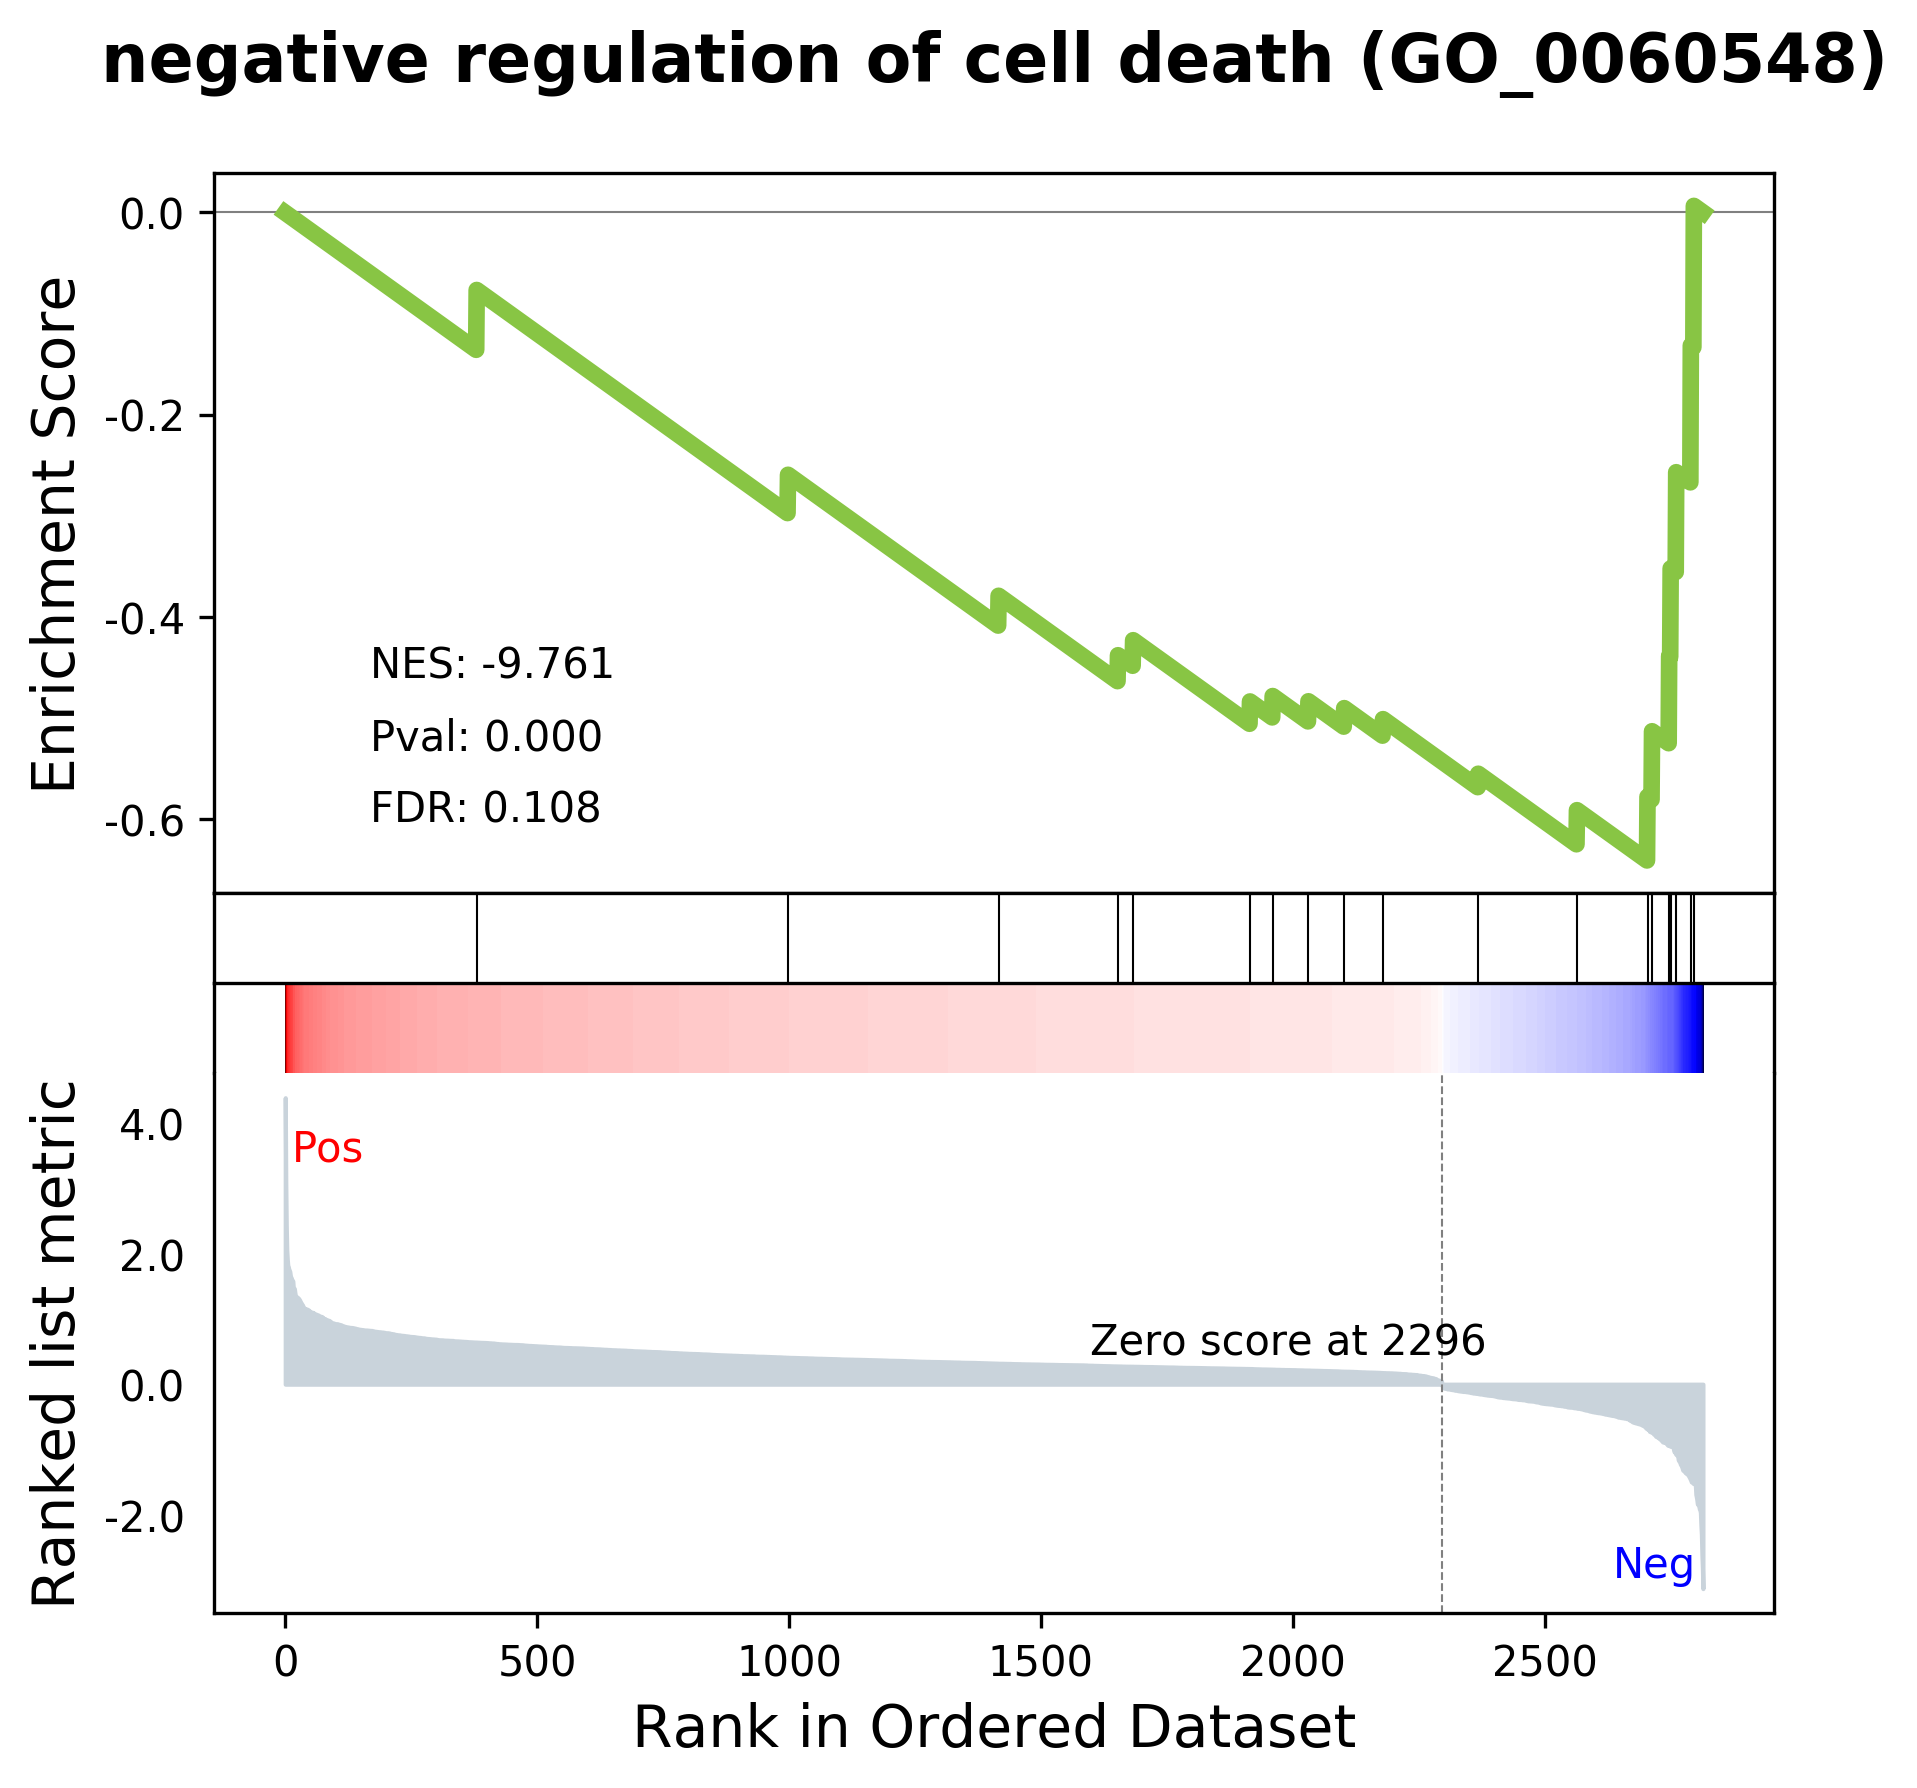 negative regulation of cell death (GO_0060548)
Enrichment Score
0.0
-0.2
-0.4
-0.6
NES: -9.761
Pval: 0.000
FDR: 0.108
Ranked list metric
4.0
2.0
0.0
-2.0
Pos
Zero score at 2296
Neg
0 500 1000 1500 2000 2500
Rank in Ordered Dataset